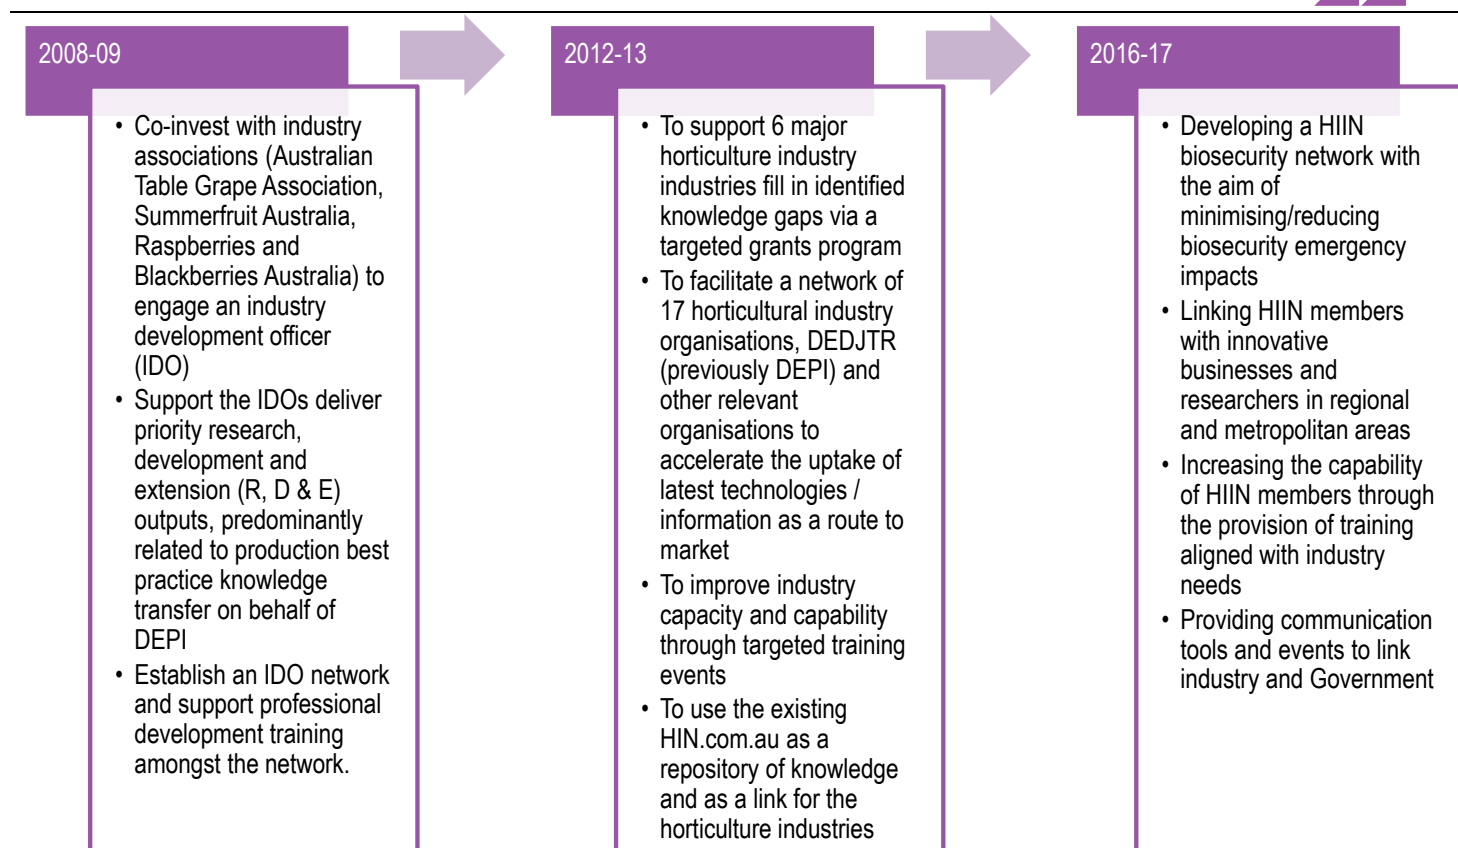 2008-09
• Co-invest with industry
associations (Australian
Table Grape Association,
Summerfruit Australia,
Raspberries and
Blackberries Australia) to
engage an industry
development officer
(IDO)
• Support the IDOs deliver
priority research,
development and
extension (R, D & E)
outputs, predominantly
related to production best
practice knowledge
transfer on behalf of
DEPI
• Establish an IDO network
and support professional
development training
amongst the network.
2012-13
• To support 6 major
horticulture industry
industries fill in identified
knowledge gaps via a
targeted grants program
• To facilitate a network of
17 horticultural industry
organisations, DEDJTR
(previously DEPI) and
other relevant
organisations to
accelerate the uptake of
latest technologies /
information as a route to
market
• To improve industry
capacity and capability
through targeted training
events
• To use the existing
HIN.com.au as a
repository of knowledge
and as a link for the
horticulture industries
2016-17
• Developing a HIIN
biosecurity network with
the aim of
minimising/reducing
biosecurity emergency
impacts
• Linking HIIN members
with innovative
businesses and
researchers in regional
and metropolitan areas
• Increasing the capability
of HIIN members through
the provision of training
aligned with industry
needs
• Providing communication
tools and events to link
industry and Government